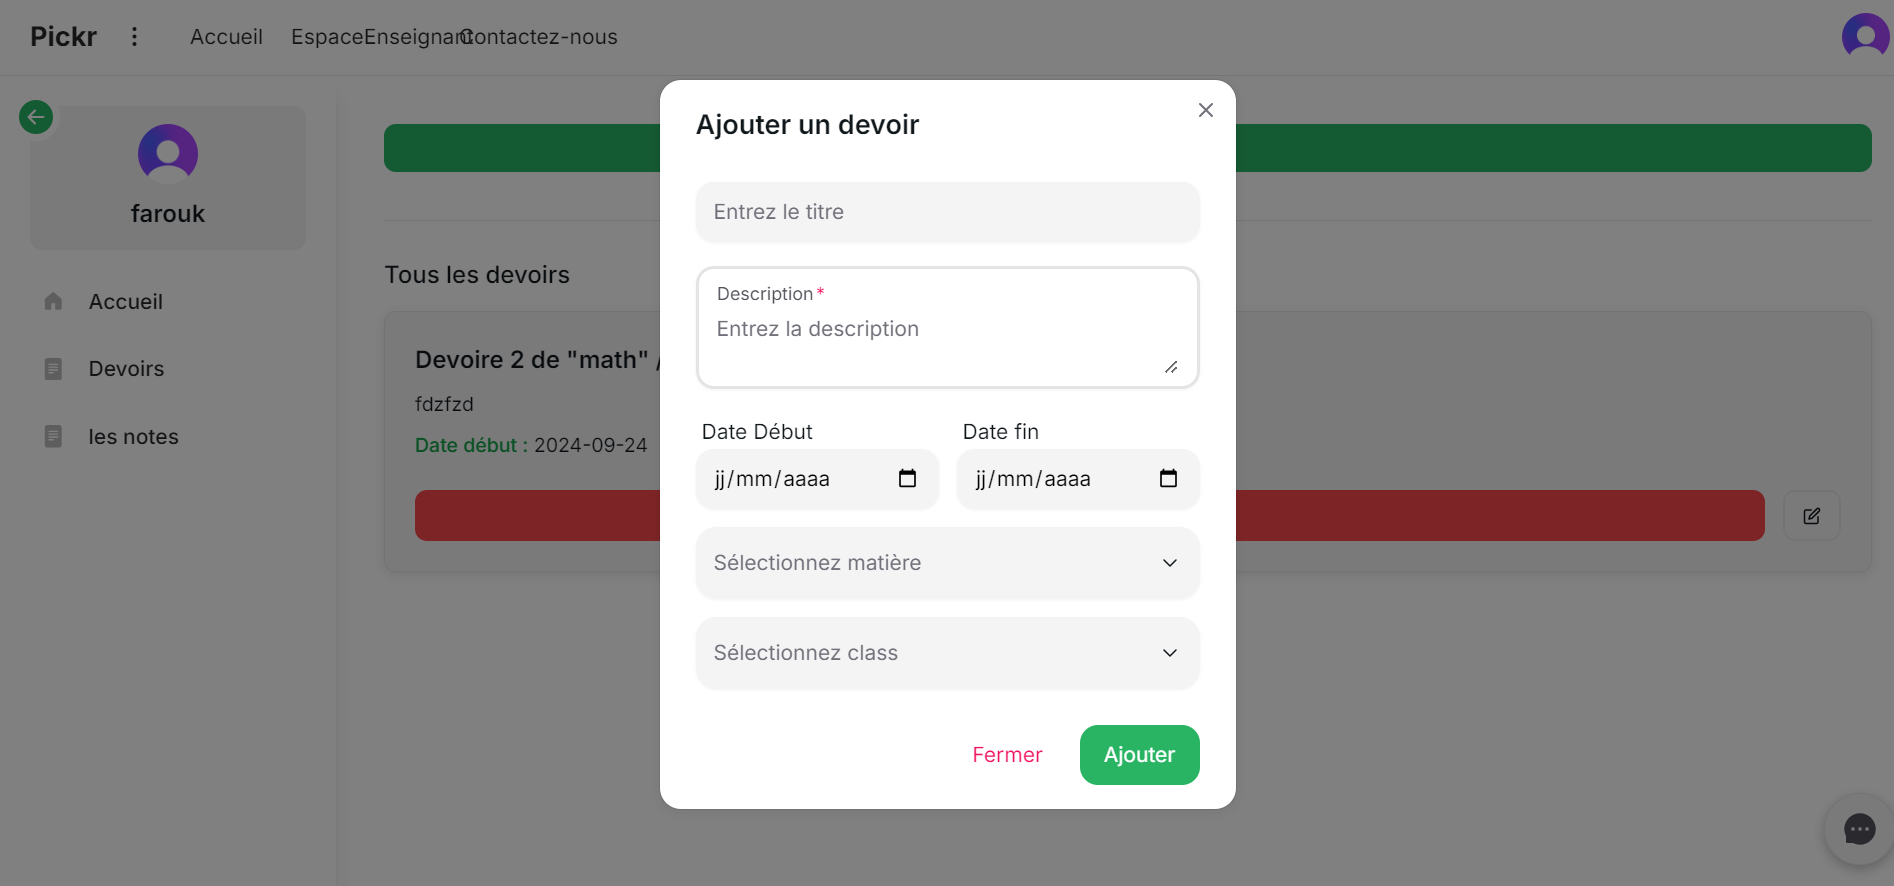 Pickr
Accueil
EspaceEnseignant
Contactez-nous
farouk
Accueil
Devoirs
les notes
Tous les devoirs
Devoire 2 de "math" /
fdzfzd
Date début : 2024-09-24
Ajouter un devoir
Entrez le titre
Description*
Entrez la description
Date Début
Date fin
jj/mm/aaaa
jj/mm/aaaa
Sélectionnez matière
Sélectionnez class
Fermer
Ajouter